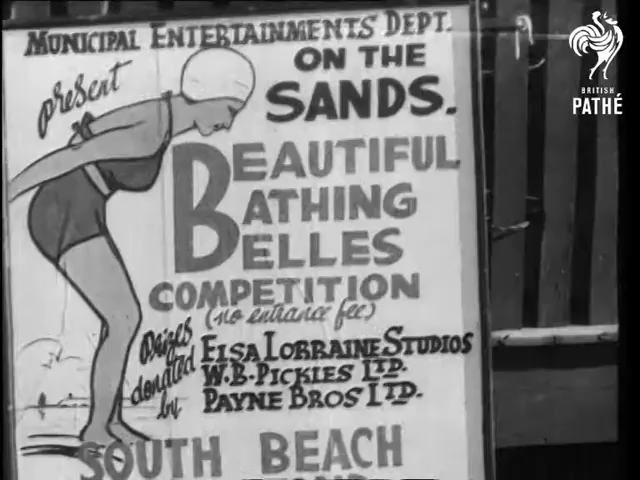 MUNICIPAL ENTERTAINMENTS DEPT.
present
ON THE
SANDS.
BEAUTIFUL
BATHING
BELLES
COMPETITION
(no entrance fee)
prizes donated by
ELSA LORRAINE STUDIOS
W.B. PICKLES LTD.
PAYNE BROS LTD.
SOUTH BEACH
BRITISH
PATHÉ